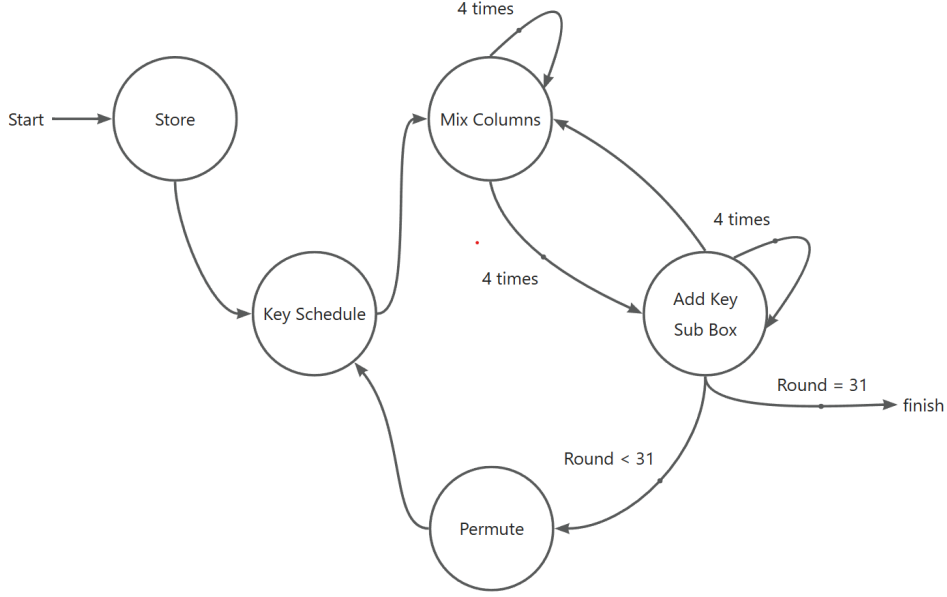 4 times
Start
Store
Mix Columns
4 times
4 times
Key Schedule
Add Key
Sub Box
Round = 31
finish
Round < 31
Permute